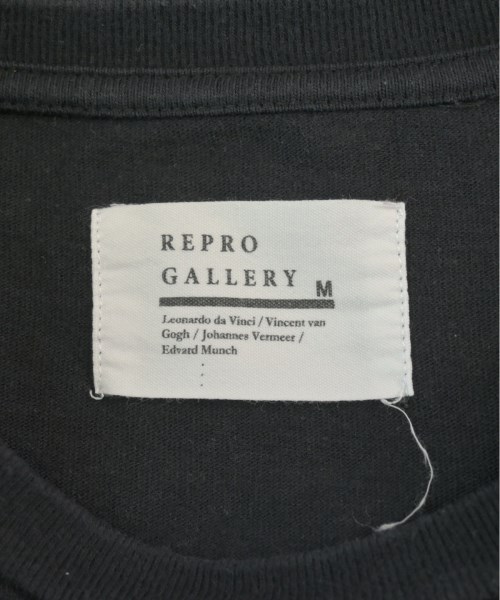 REPRO
GALLERY M
Leonardo da Vinci / Vincent van
Gogh / Johannes Vermeer /
Edvard Munch